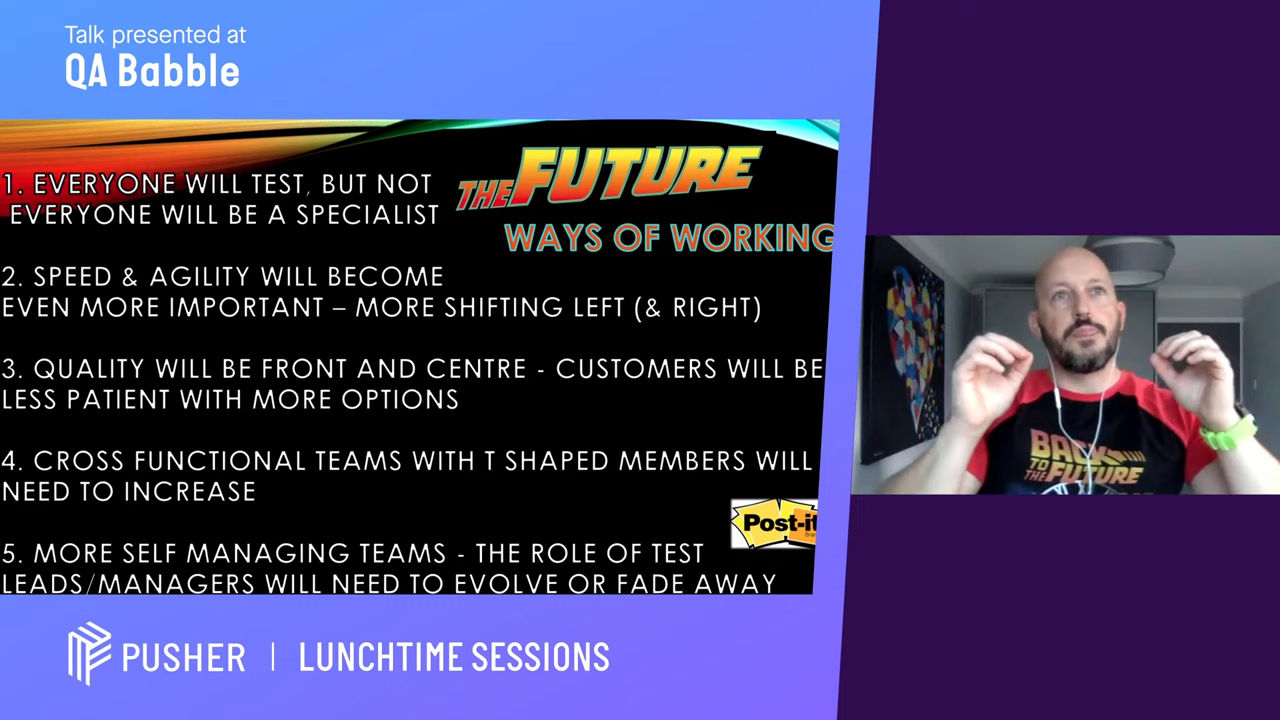 Talk presented at
QA Babble
THE FUTURE
WAYS OF WORKING
1. EVERYONE WILL TEST, BUT NOT
EVERYONE WILL BE A SPECIALIST
2. SPEED & AGILITY WILL BECOME
EVEN MORE IMPORTANT – MORE SHIFTING LEFT (& RIGHT)
3. QUALITY WILL BE FRONT AND CENTRE - CUSTOMERS WILL BE
LESS PATIENT WITH MORE OPTIONS
4. CROSS FUNCTIONAL TEAMS WITH T SHAPED MEMBERS WILL
NEED TO INCREASE
Post-it
5. MORE SELF MANAGING TEAMS - THE ROLE OF TEST
LEADS/MANAGERS WILL NEED TO EVOLVE OR FADE AWAY
BACK
TO THE
FUTURE
PUSHER | LUNCHTIME SESSIONS